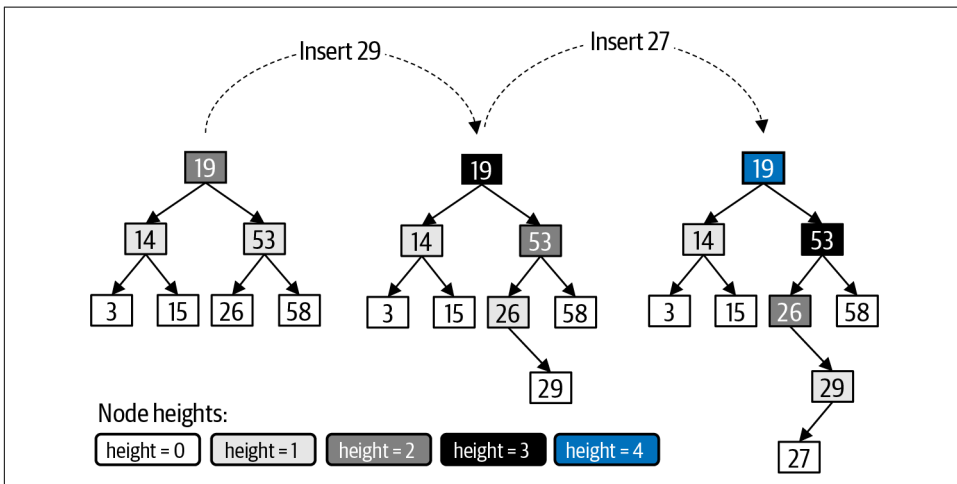 Insert 29
Insert 27
19 19 19
14 53 14 53 14 53
3 15 26 58 3 15 26 58 3 15 26 58
29 29
Node heights:
height = 0 height = 1 height = 2 height = 3 height = 4
27